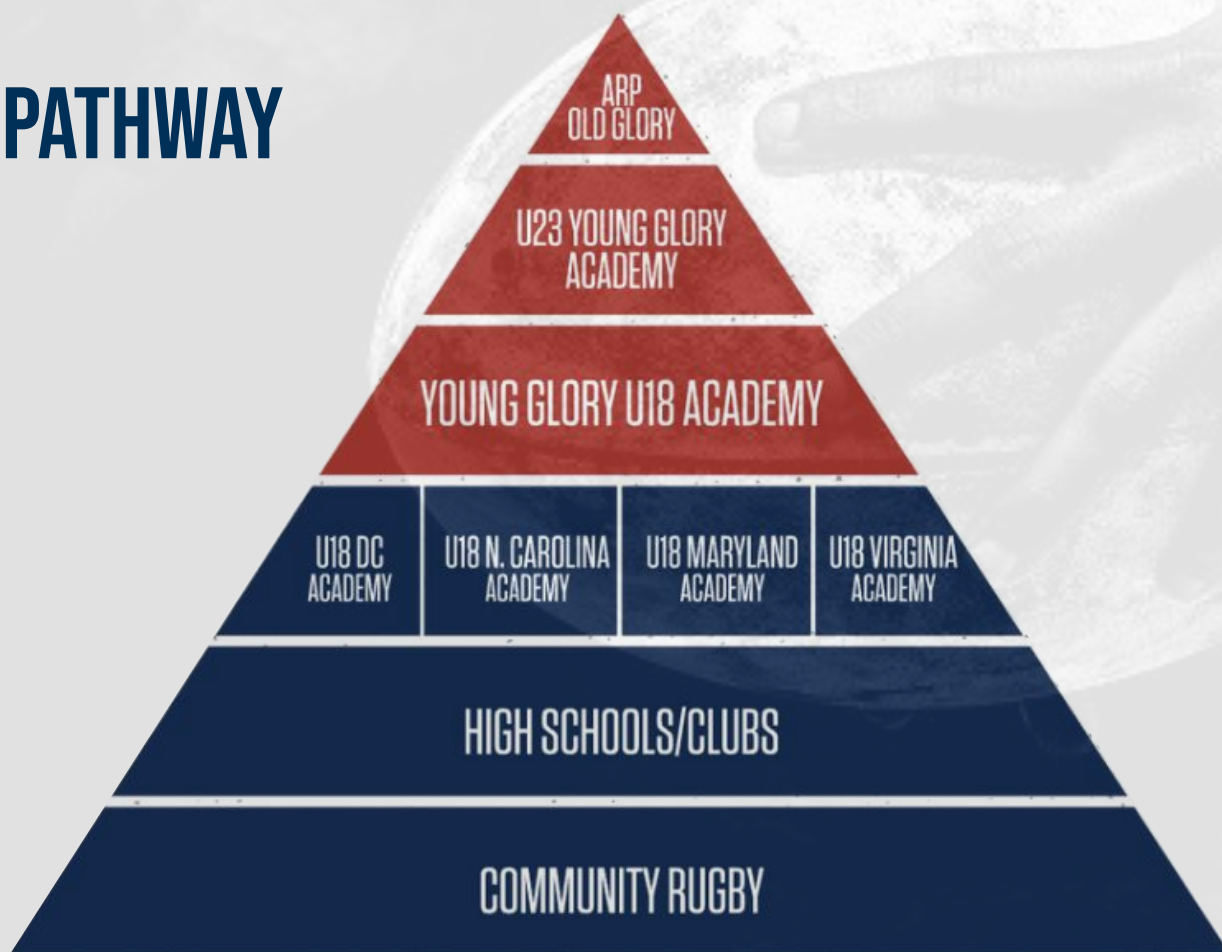 PATHWAY
ARP
OLD GLORY
U23 YOUNG GLORY
ACADEMY
YOUNG GLORY U18 ACADEMY
U18 DC
ACADEMY
U18 N. CAROLINA
ACADEMY
U18 MARYLAND
ACADEMY
U18 VIRGINIA
ACADEMY
HIGH SCHOOLS/CLUBS
COMMUNITY RUGBY